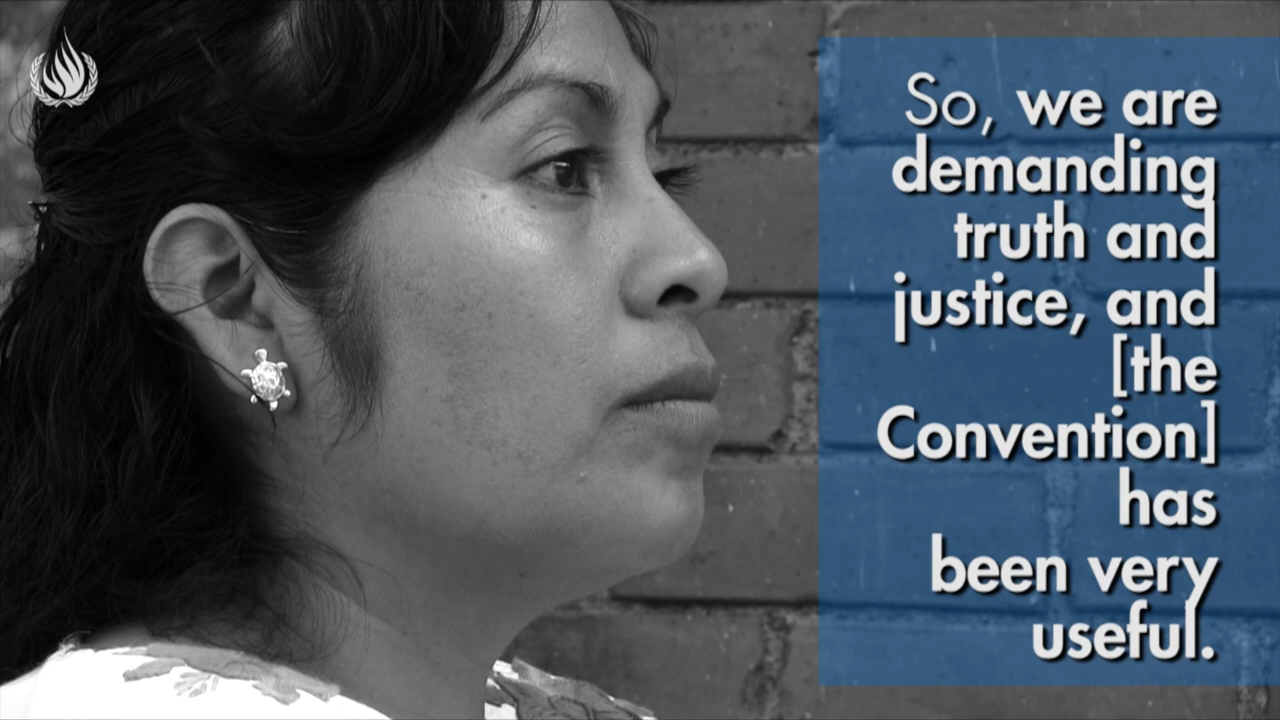 So, we are
demanding
truth and
justice, and
[the
Convention]
has
been very
useful.